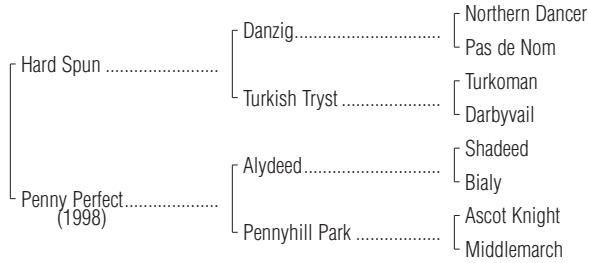 Northern Dancer
Danzig........................................
Pas de Nom
Hard Spun ..............................
Turkoman
Turkish Tryst ...........................
Darbyvail
Shadeed
Alydeed......................................
Bialy
Penny Perfect.........................
(1998)
Ascot Knight
Pennyhill Park .......................
Middlemarch